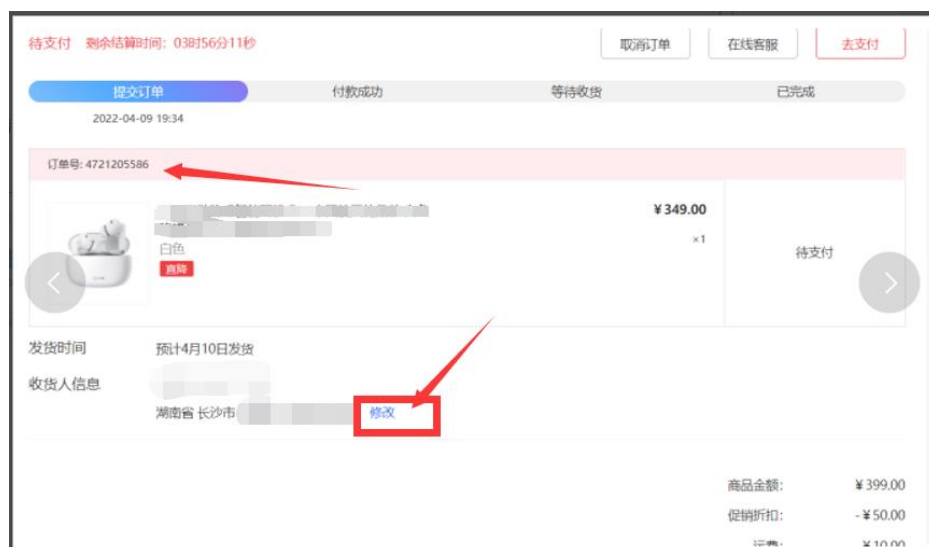 待支付 剩余结算时间：03时56分11秒
取消订单 在线客服 去支付
提交订单 付款成功 等待收货 已完成
2022-04-09 19:34
订单号: 4721205586
¥349.00
×1
白色
待支付
直降
发货时间 预计4月10日发货
收货人信息
湖南省 长沙市 修改
商品金额： ¥399.00
促销折扣： -¥50.00
运费： ¥10.00